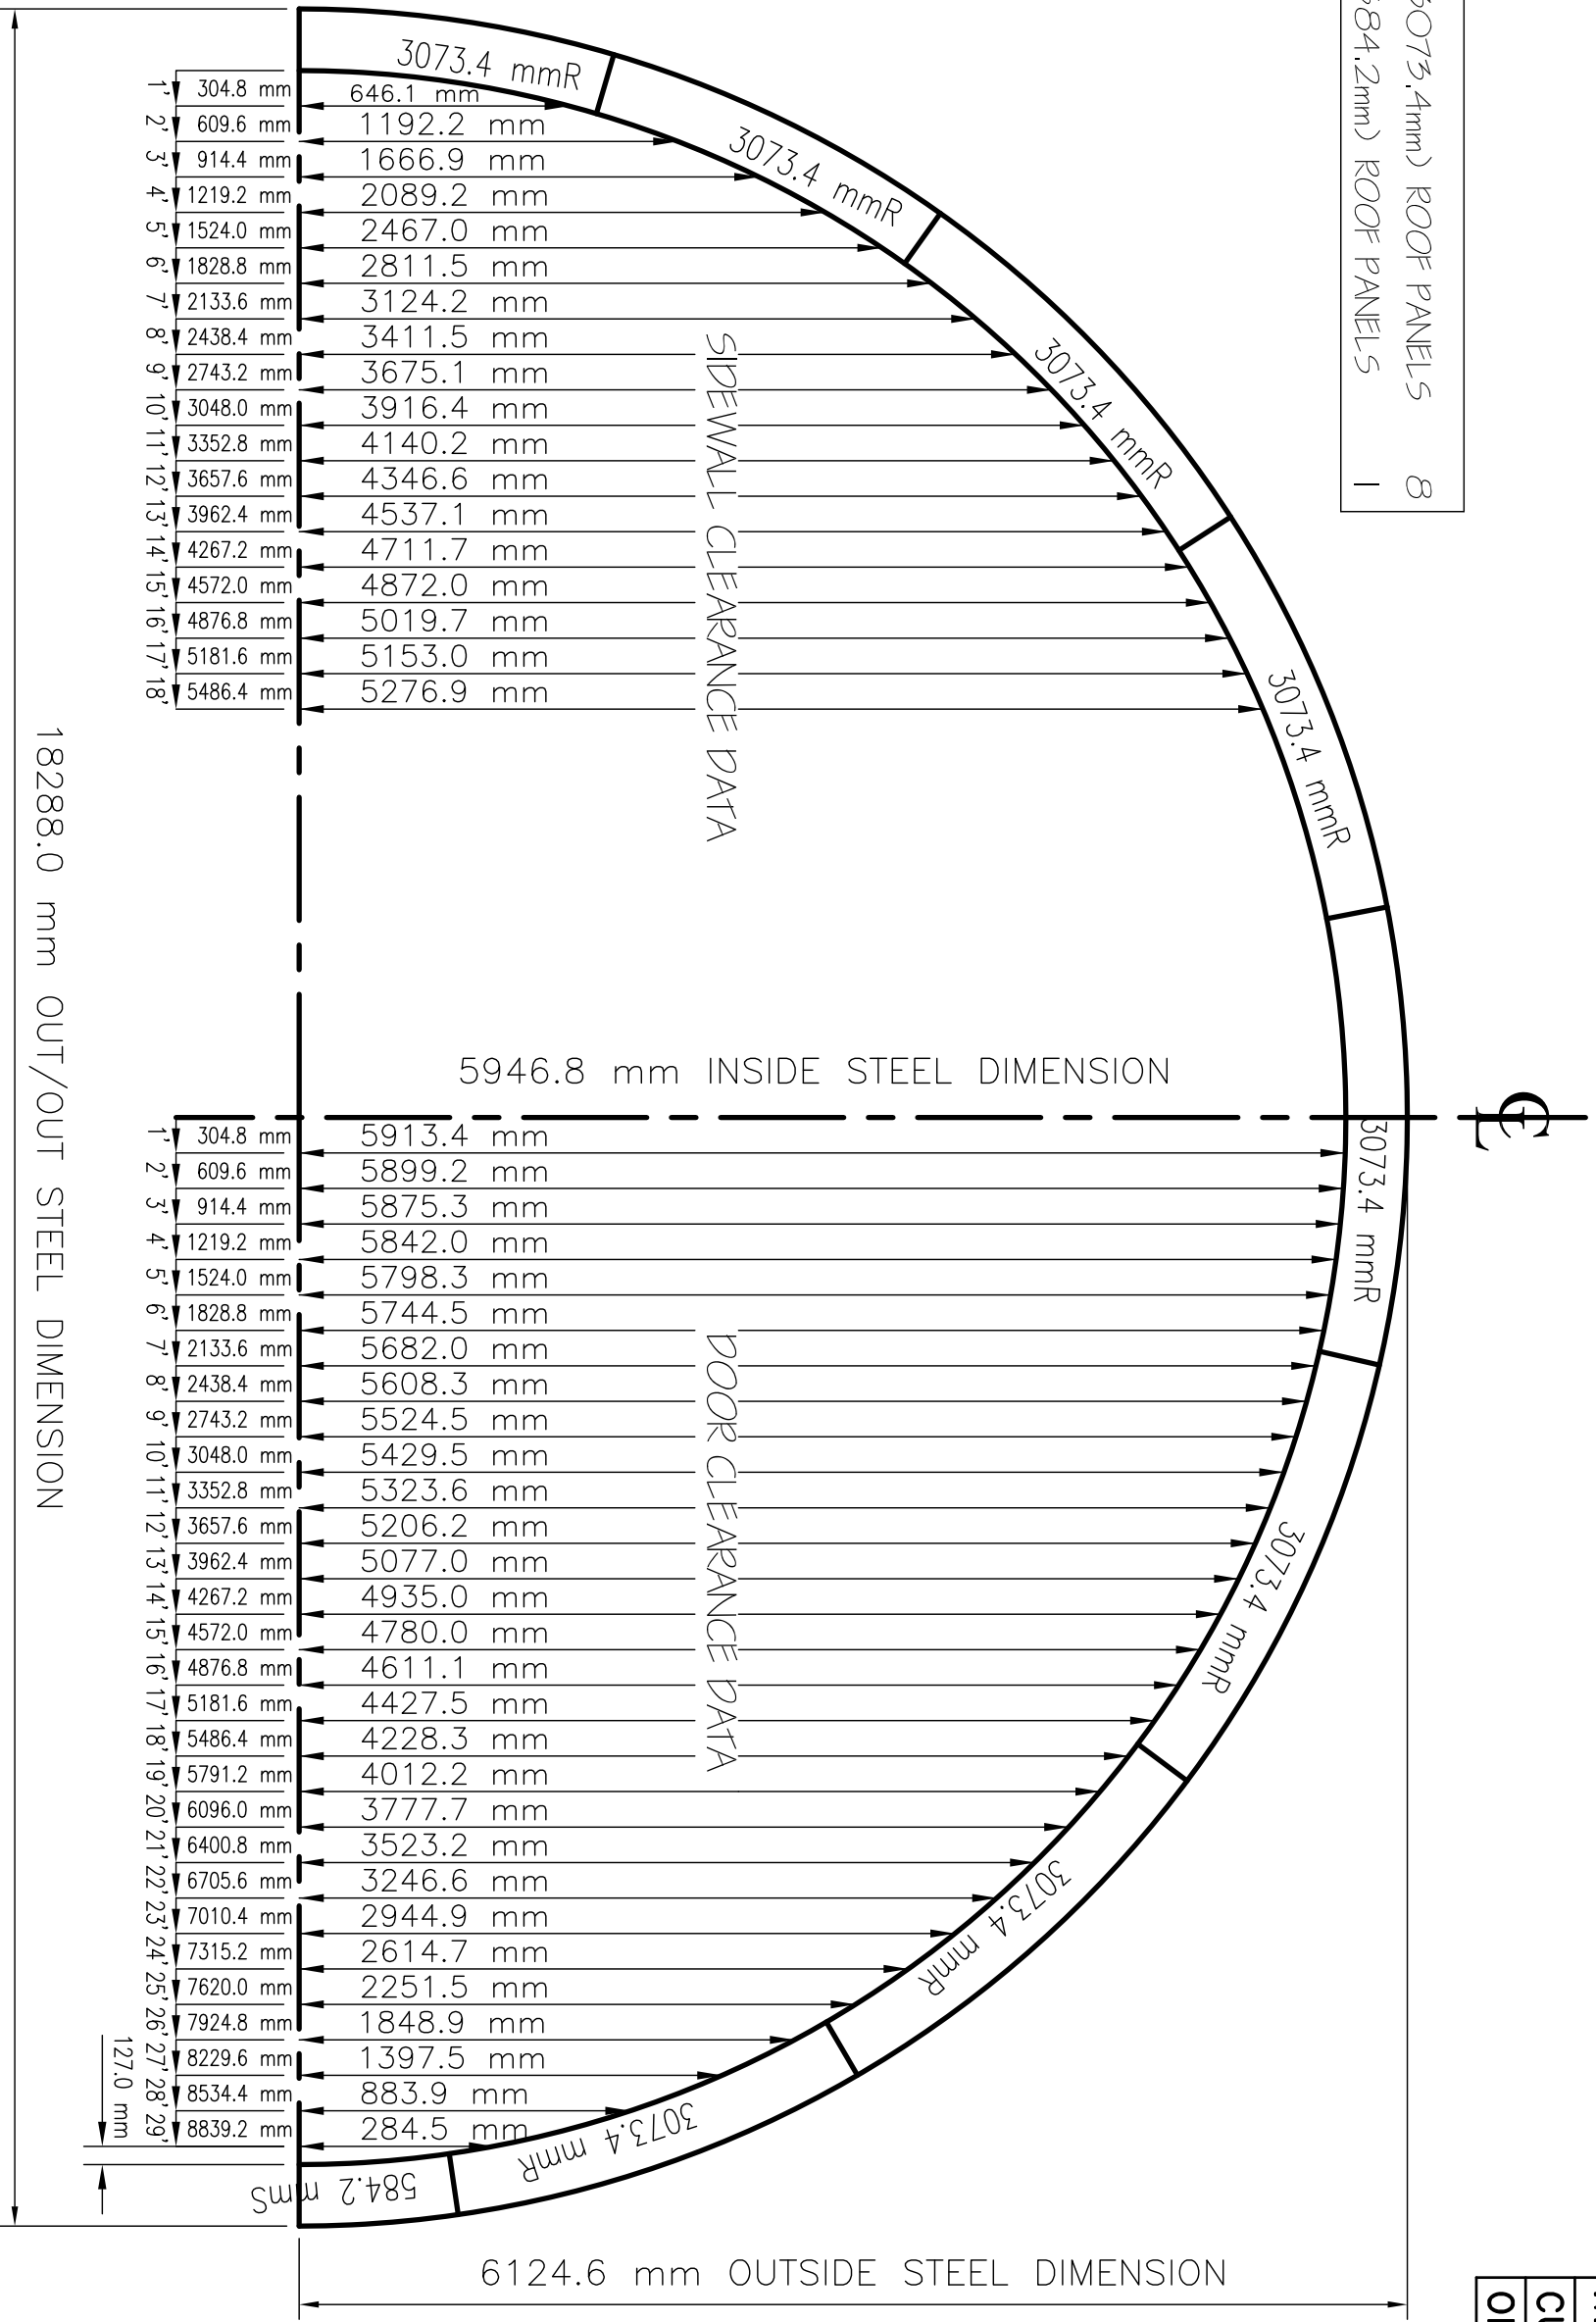 3073.4mm) ROOF PANELS 8
584.2mm) ROOF PANELS 1
3073.4 mmR
3073.4 mmR
3073.4 mmR
3073.4 mmR
3073.4 mmR
3073.4 mmR
3073.4 mmR
3073.4 mmR
584.2 mmS
1' 304.8 mm 646.1 mm
2' 609.6 mm 1192.2 mm
3' 914.4 mm 1666.9 mm
4' 1219.2 mm 2089.2 mm
5' 1524.0 mm 2467.0 mm
6' 1828.8 mm 2811.5 mm
7' 2133.6 mm 3124.2 mm
8' 2438.4 mm 3411.5 mm
9' 2743.2 mm 3675.1 mm
10' 3048.0 mm 3916.4 mm
11' 3352.8 mm 4140.2 mm
12' 3657.6 mm 4346.6 mm
13' 3962.4 mm 4537.1 mm
14' 4267.2 mm 4711.7 mm
15' 4572.0 mm 4872.0 mm
16' 4876.8 mm 5019.7 mm
17' 5181.6 mm 5153.0 mm
18' 5486.4 mm 5276.9 mm
SIDEWALL CLEARANCE DATA
5946.8 mm INSIDE STEEL DIMENSION
CL
1' 304.8 mm 5913.4 mm
2' 609.6 mm 5899.2 mm
3' 914.4 mm 5875.3 mm
4' 1219.2 mm 5842.0 mm
5' 1524.0 mm 5798.3 mm
6' 1828.8 mm 5744.5 mm
7' 2133.6 mm 5682.0 mm
8' 2438.4 mm 5608.3 mm
9' 2743.2 mm 5524.5 mm
10' 3048.0 mm 5429.5 mm
11' 3352.8 mm 5323.6 mm
12' 3657.6 mm 5206.2 mm
13' 3962.4 mm 5077.0 mm
14' 4267.2 mm 4935.0 mm
15' 4572.0 mm 4780.0 mm
16' 4876.8 mm 4611.1 mm
17' 5181.6 mm 4427.5 mm
18' 5486.4 mm 4228.3 mm
19' 5791.2 mm 4012.2 mm
20' 6096.0 mm 3777.7 mm
21' 6400.8 mm 3523.2 mm
22' 6705.6 mm 3246.6 mm
23' 7010.4 mm 2944.9 mm
24' 7315.2 mm 2614.7 mm
25' 7620.0 mm 2251.5 mm
26' 7924.8 mm 1848.9 mm
27' 8229.6 mm 1397.5 mm
28' 8534.4 mm 883.9 mm
29' 8839.2 mm 284.5 mm
DOOR CLEARANCE DATA
127.0 mm
18288.0 mm OUT/OUT STEEL DIMENSION
6124.6 mm OUTSIDE STEEL DIMENSION